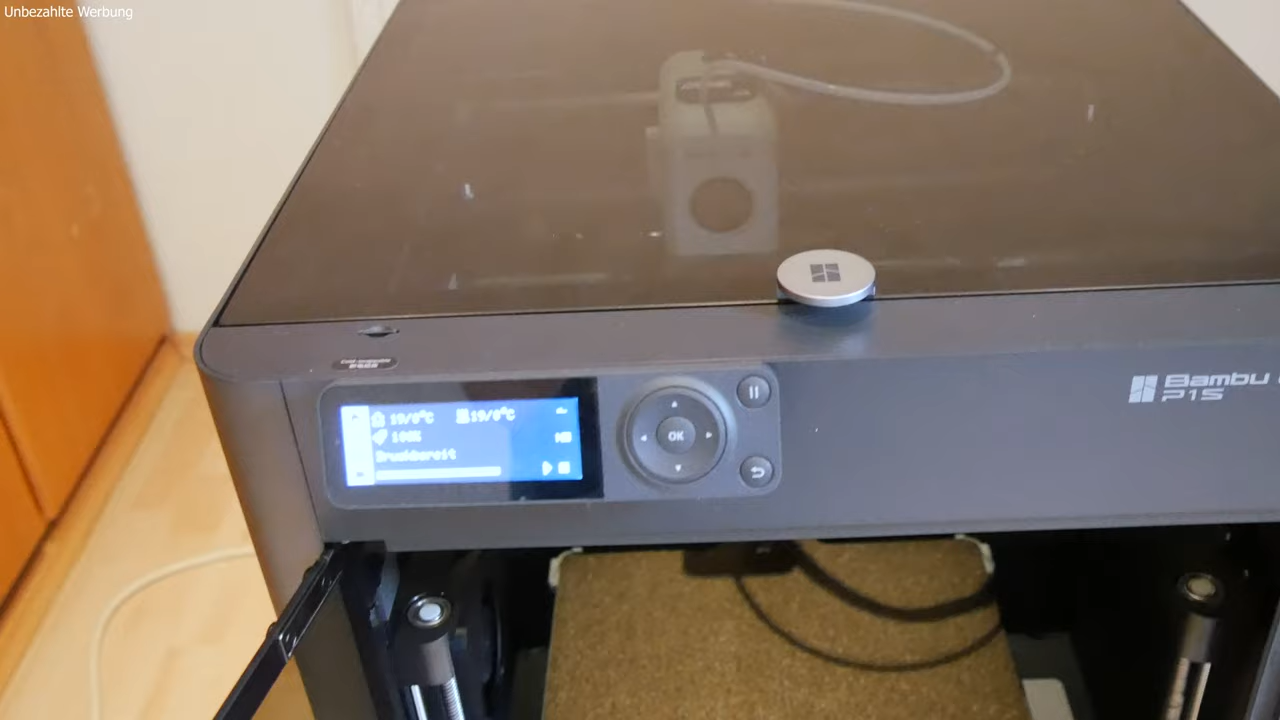 Unbezahlte Werbung
19/0°C 19/0°C
100%
Druckbereit
OK
Bambu
P1S